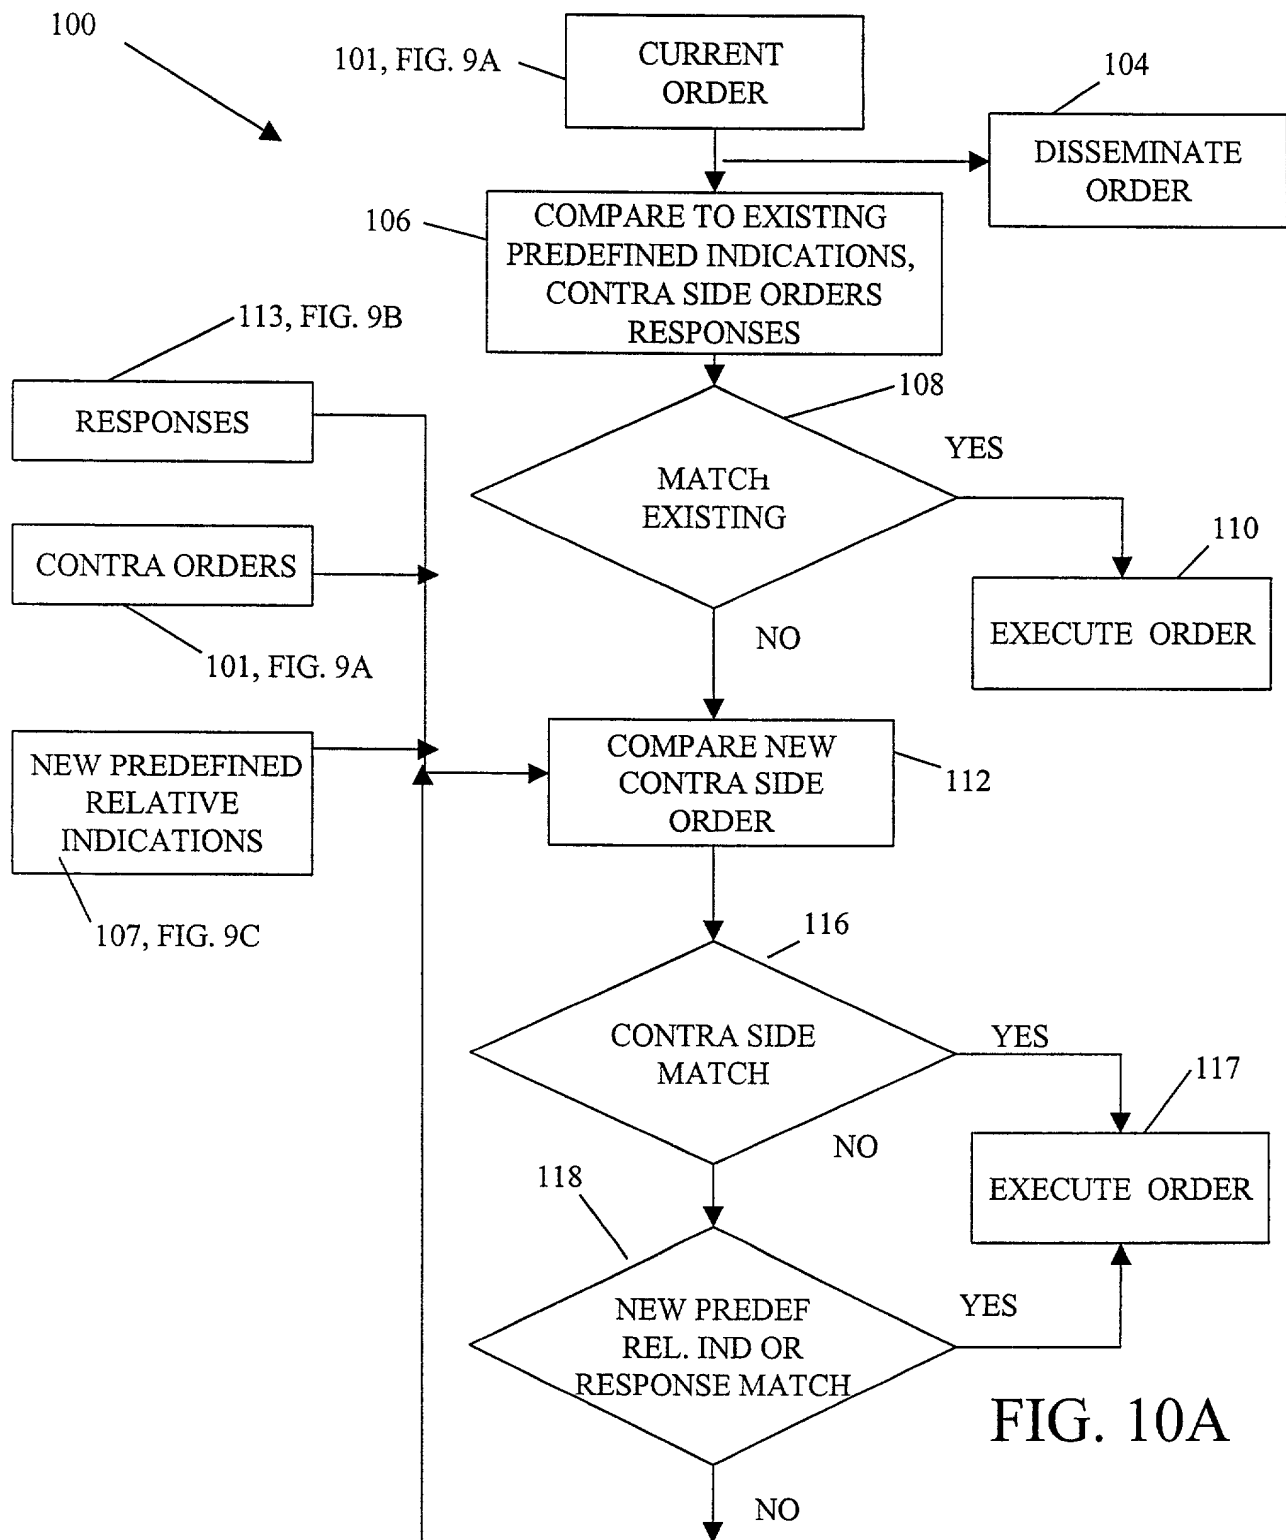 100
101, FIG. 9A
CURRENT
ORDER
104
DISSEMINATE
ORDER
106
COMPARE TO EXISTING
PREDEFINED INDICATIONS,
CONTRA SIDE ORDERS
RESPONSES
113, FIG. 9B
RESPONSES
108
MATCH
EXISTING
YES
NO
CONTRA ORDERS
101, FIG. 9A
110
EXECUTE ORDER
NEW PREDEFINED
RELATIVE
INDICATIONS
107, FIG. 9C
COMPARE NEW
CONTRA SIDE
ORDER
112
116
CONTRA SIDE
MATCH
YES
NO
117
EXECUTE ORDER
118
NEW PREDEF
REL. IND OR
RESPONSE MATCH
YES
NO
FIG. 10A